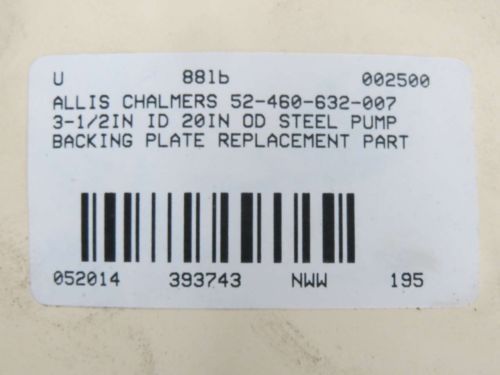 U 881b 002500
ALLIS CHALMERS 52-460-632-007
3-1/2IN ID 20IN OD STEEL PUMP
BACKING PLATE REPLACEMENT PART
052014 393743 NWW 195